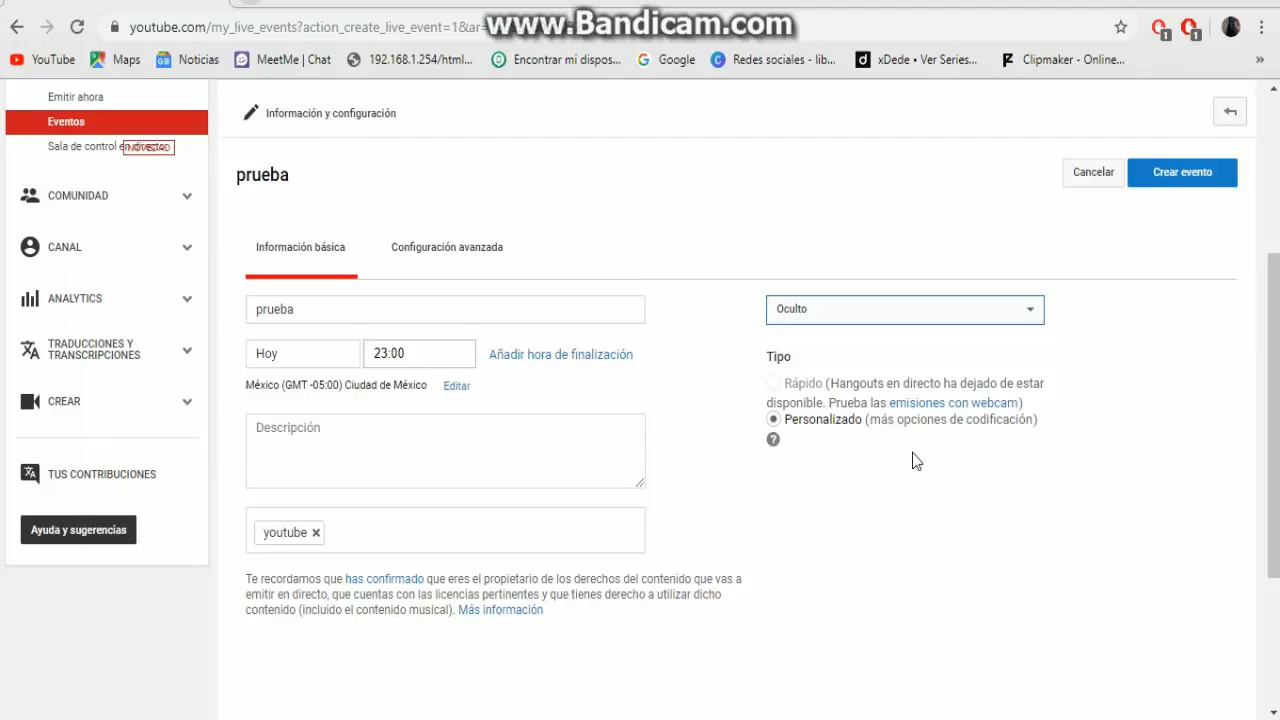 www.Bandicam.com
youtube.com/my_live_events?action_create_live_event=1&ar=
1
1
YouTube
Maps
Noticias
MeetMe | Chat
192.168.1.254/html...
Encontrar mi dispos...
Google
Redes sociales - lib...
xDede • Ver Series...
Clipmaker - Online...
»
Emitir ahora
Eventos
Sala de control en directo
NOVEDAD
COMUNIDAD
CANAL
ANALYTICS
TRADUCCIONES Y
TRANSCRIPCIONES
CREAR
TUS CONTRIBUCIONES
Ayuda y sugerencias
Información y configuración
prueba
Cancelar
Crear evento
Información básica
Configuración avanzada
prueba
Hoy
23:00
Añadir hora de finalización
México (GMT -05:00) Ciudad de México
Editar
Descripción
youtube
Te recordamos que has confirmado que eres el propietario de los derechos del contenido que vas a
emitir en directo, que cuentas con las licencias pertinentes y que tienes derecho a utilizar dicho
contenido (incluido el contenido musical). Más información
Oculto
Tipo
Rápido (Hangouts en directo ha dejado de estar
disponible. Prueba las emisiones con webcam)
Personalizado (más opciones de codificación)
?